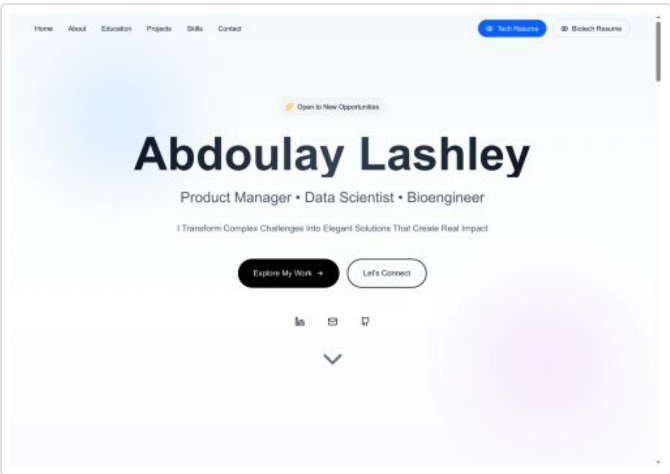 Home About Education Projects Skills Contact Tech Resume Biotech Resume
Open to New Opportunities
Abdoulay Lashley
Product Manager • Data Scientist • Bioengineer
I Transform Complex Challenges Into Elegant Solutions That Create Real Impact
Explore My Work → Let's Connect
in